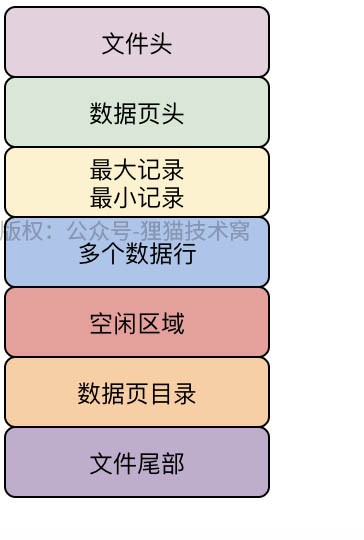 文件头
数据页头
最大记录
最小记录
版权：公众号-狸猫技术窝
多个数据行
空闲区域
数据页目录
文件尾部